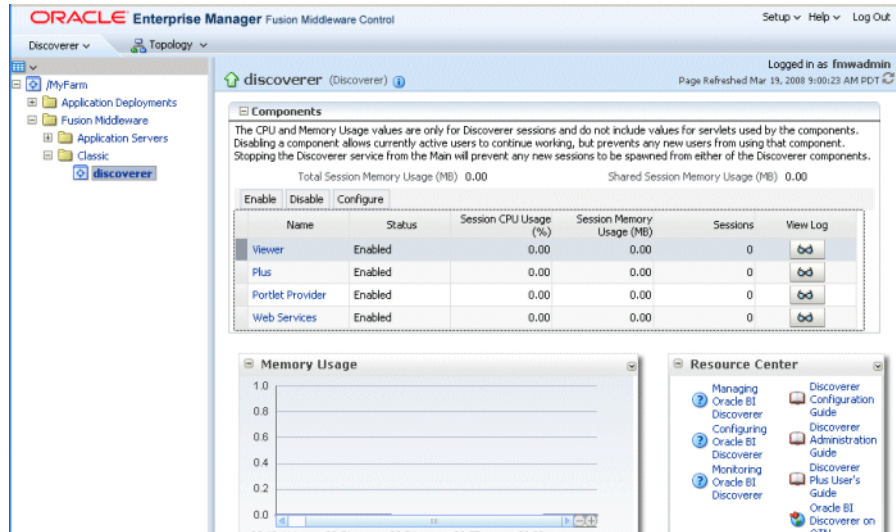 ORACLE Enterprise Manager Fusion Middleware Control
Setup Help Log Out
Discoverer Topology
Logged in as fmwadmin
Page Refreshed Mar 19, 2008 9:00:23 AM PDT
/MyFarm
Application Deployments
Fusion Middleware
Application Servers
Classic
discoverer
discoverer (Discoverer)
Components
The CPU and Memory Usage values are only for Discoverer sessions and do not include values for servlets used by the components.
Disabling a component allows currently active users to continue working, but prevents any new users from using that component.
Stopping the Discoverer service from the Main will prevent any new sessions to be spawned from either of the Discoverer components.
Total Session Memory Usage (MB) 0.00
Shared Session Memory Usage (MB) 0.00
Enable Disable Configure
Name Status Session CPU Usage (%) Session Memory Usage (MB) Sessions View Log
Viewer Enabled 0.00 0.00 0
Plus Enabled 0.00 0.00 0
Portlet Provider Enabled 0.00 0.00 0
Web Services Enabled 0.00 0.00 0
Memory Usage
1.0
0.8
0.6
0.4
0.2
0.0
Resource Center
Managing
Oracle BI
Discoverer
Configuring
Oracle BI
Discoverer
Monitoring
Oracle BI
Discoverer
Discoverer
Configuration
Guide
Discoverer
Administration
Guide
Discoverer
Plus User's
Guide
Oracle BI
Discoverer on
OTN